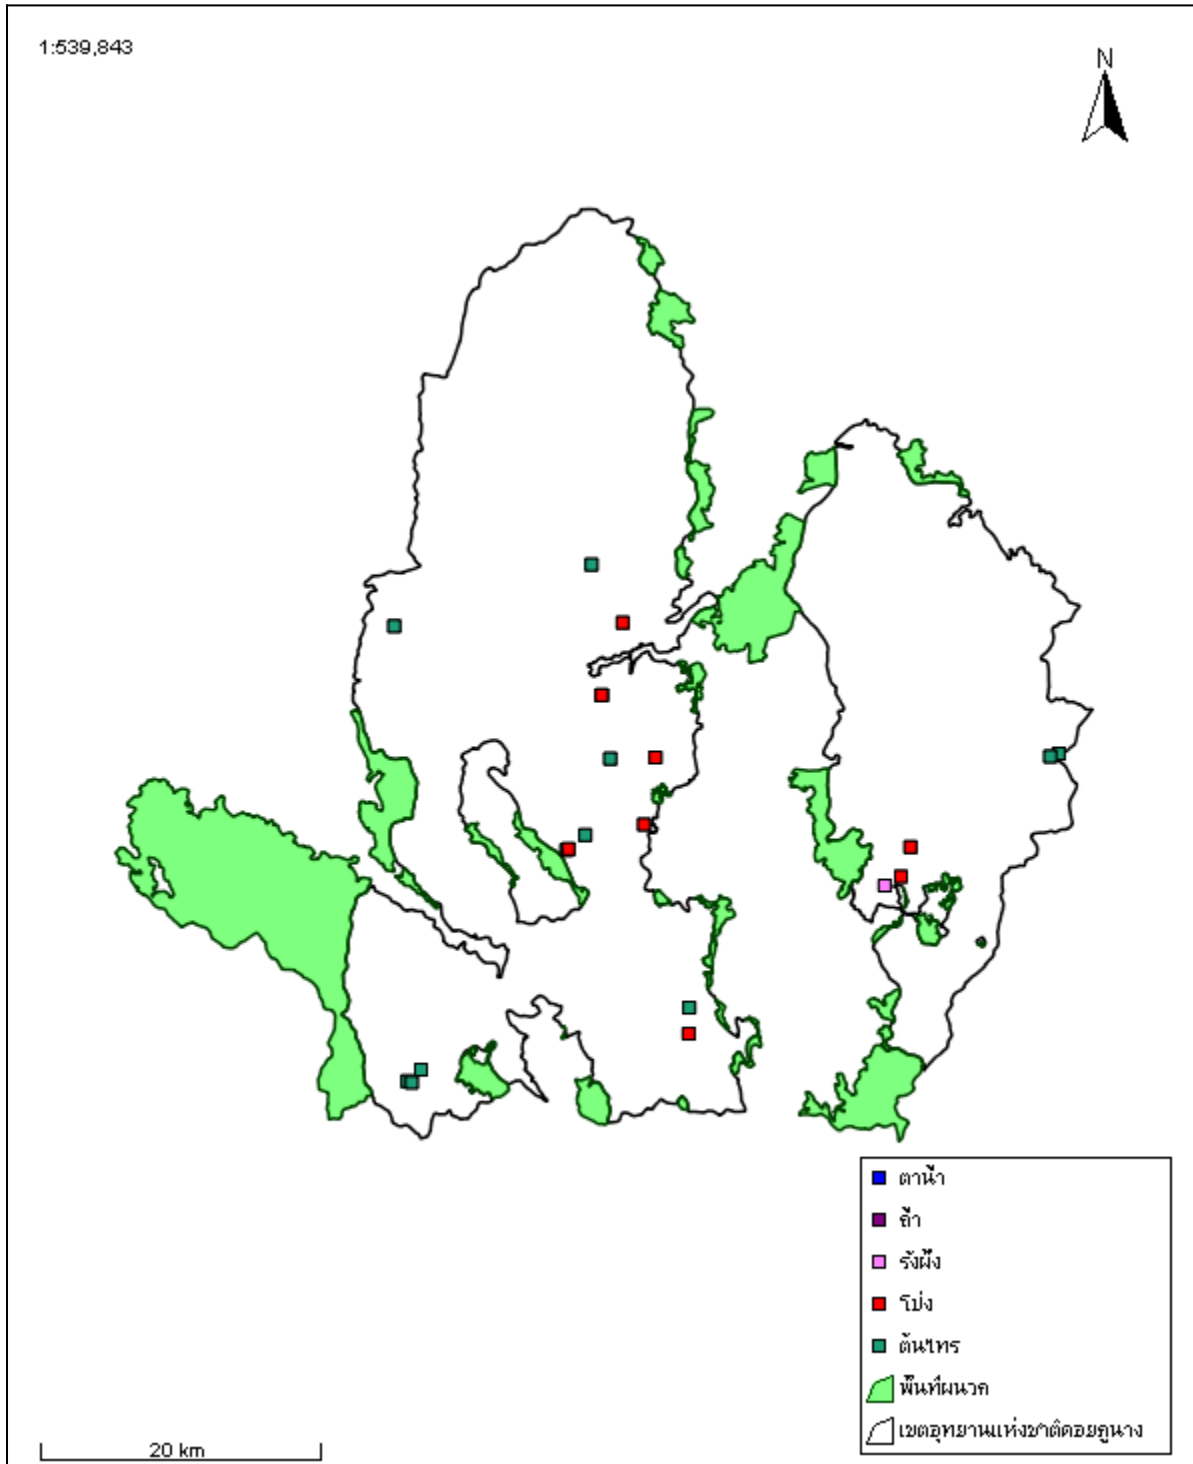 1:539,843
N
ตาน้ำ
ถ้ำ
รังผึ้ง
โป่ง
ต้นไทร
พื้นที่ผนวก
เขตอุทยานแห่งชาติดอยภูนาง
20 km